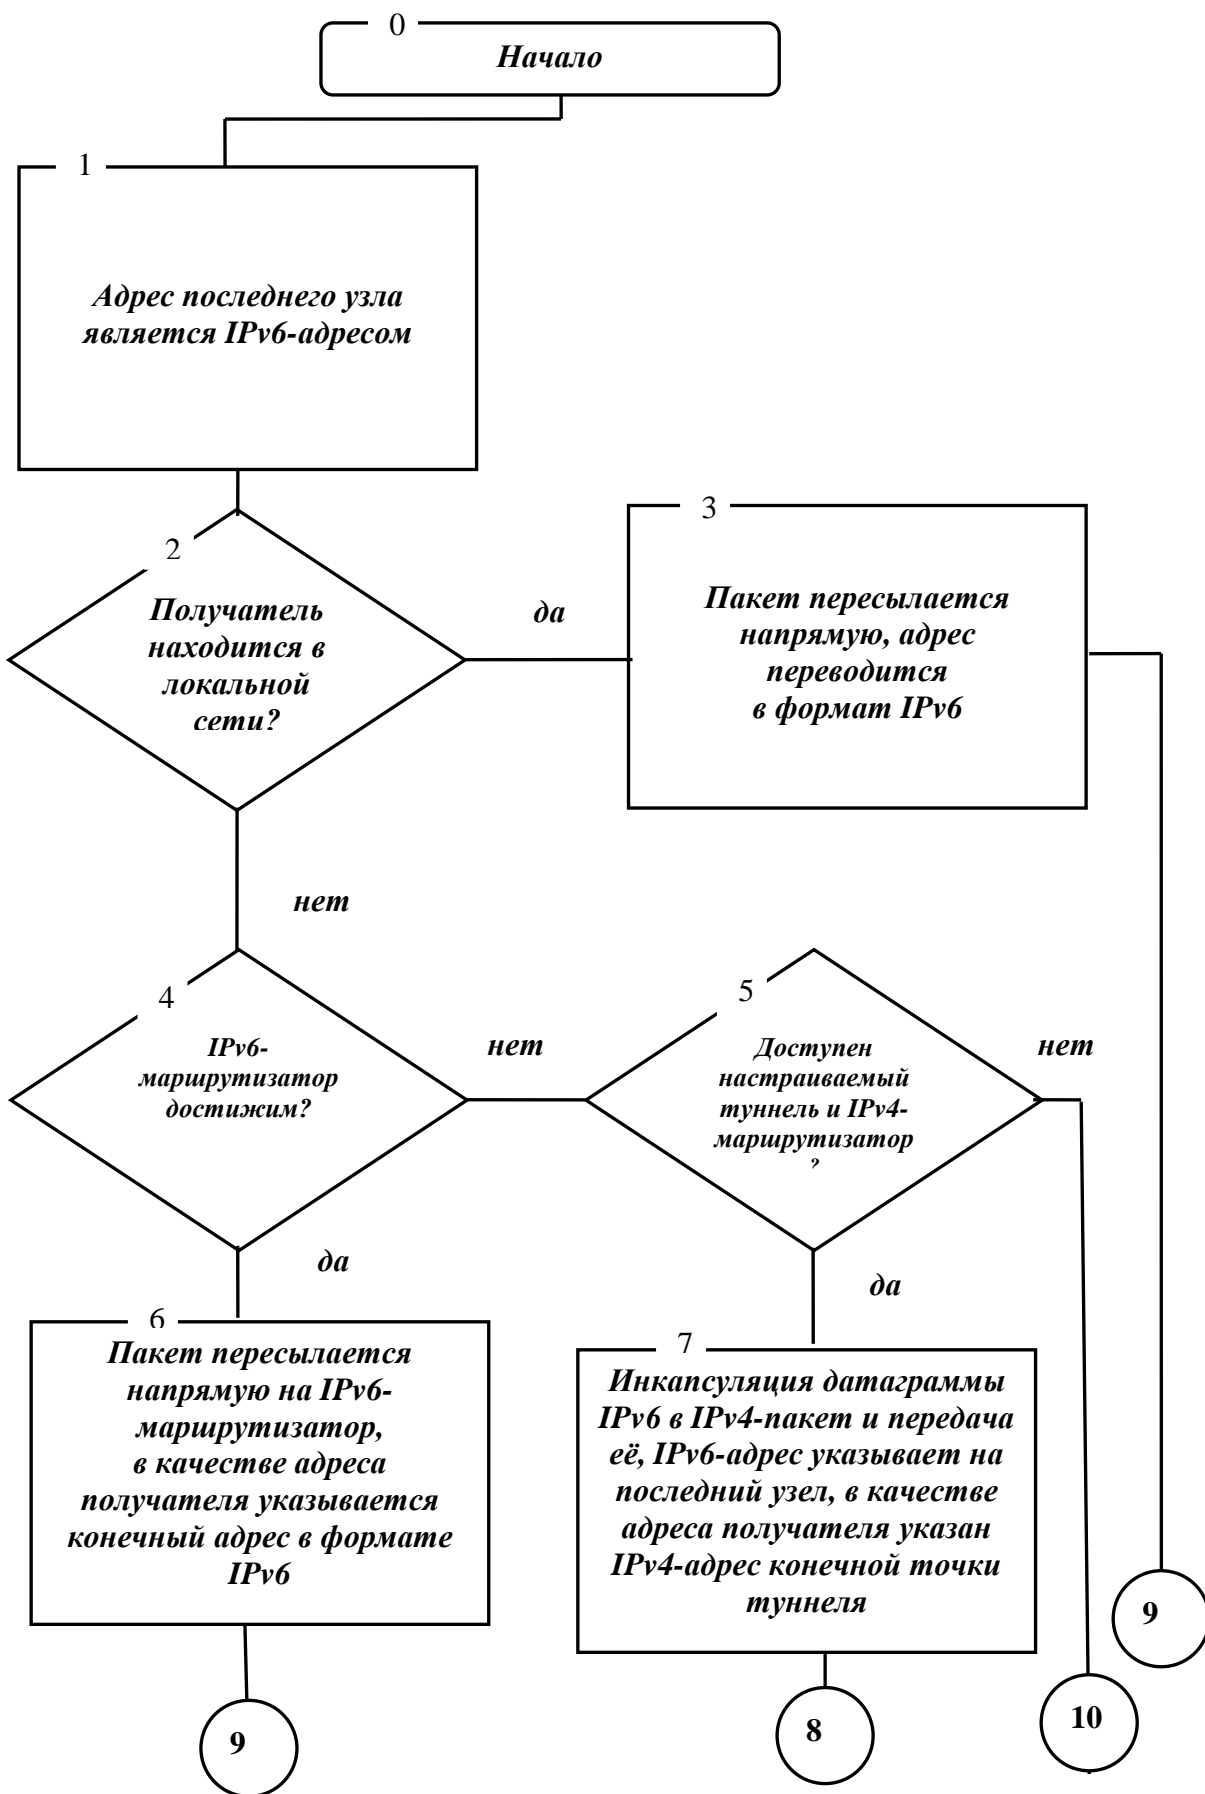 0
Начало
1
Адрес последнего узла
является IPv6-адресом
2
Получатель
находится в
локальной
сети?
да
3
Пакет пересылается
напрямую, адрес
переводится
в формат IPv6
нет
4
IPv6-
маршрутизатор
достижим?
нет
5
Доступен
настраиваемый
туннель и IPv4-
маршрутизатор
?
нет
да
да
6
Пакет пересылается
напрямую на IPv6-
маршрутизатор,
в качестве адреса
получателя указывается
конечный адрес в формате
IPv6
7
Инкапсуляция датаграммы
IPv6 в IPv4-пакет и передача
её, IPv6-адрес указывает на
последний узел, в качестве
адреса получателя указан
IPv4-адрес конечной точки
туннеля
9
10
8
9